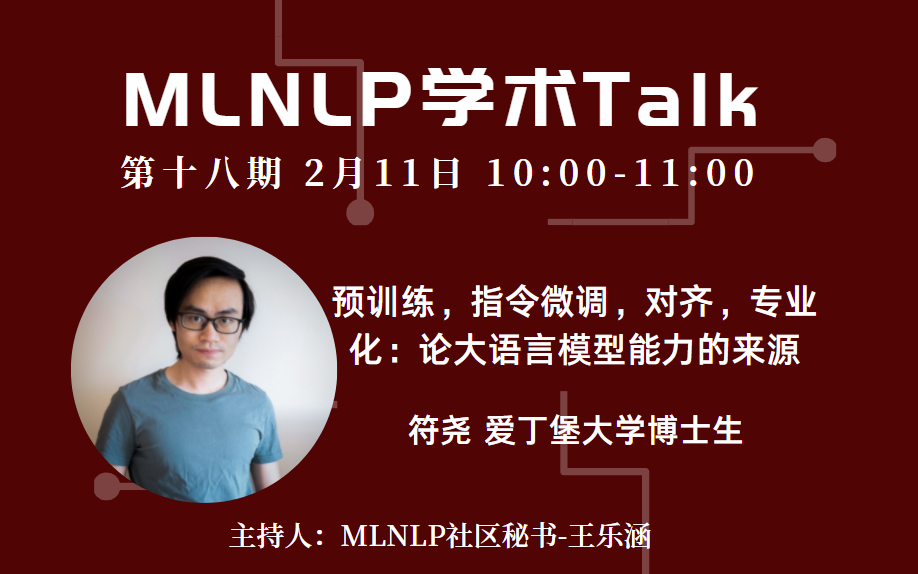 MLNLP学术Talk
第十八期 2月11日 10:00-11:00
预训练，指令微调，对齐，专业
化：论大语言模型能力的来源
符尧 爱丁堡大学博士生
主持人：MLNLP社区秘书-王乐涵